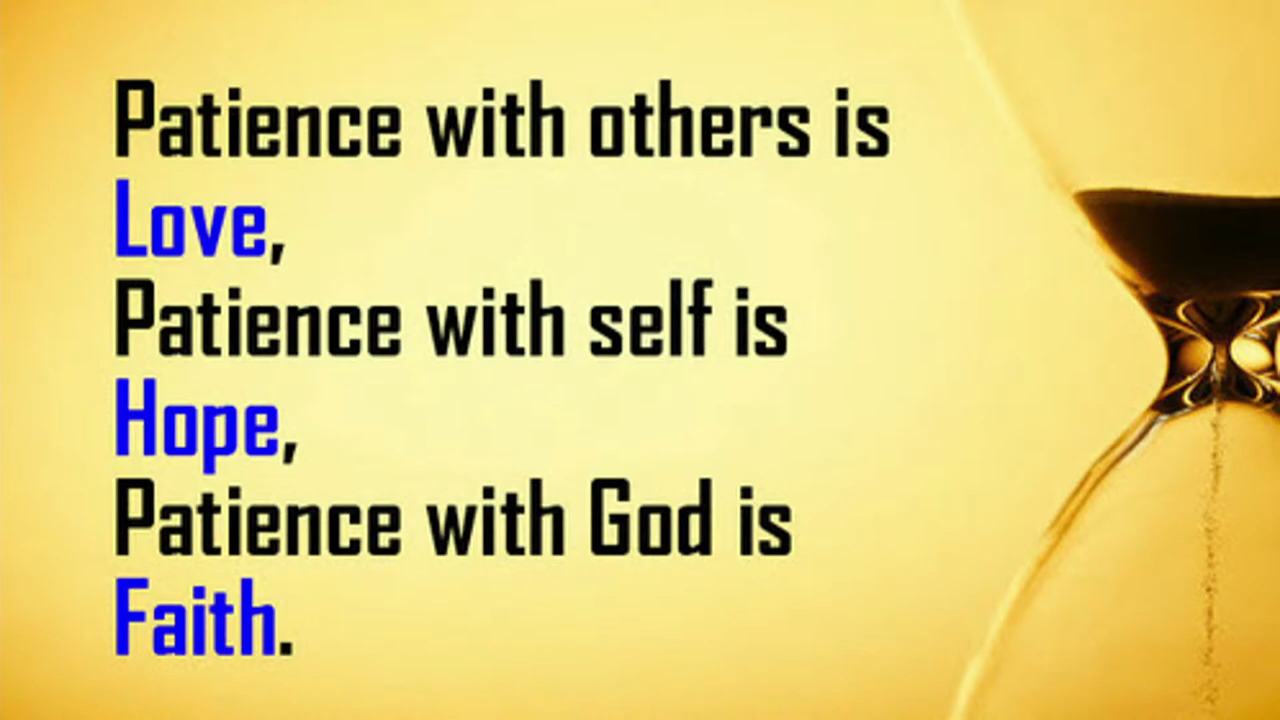 Patience with others is
Love,
Patience with self is
Hope,
Patience with God is
Faith.